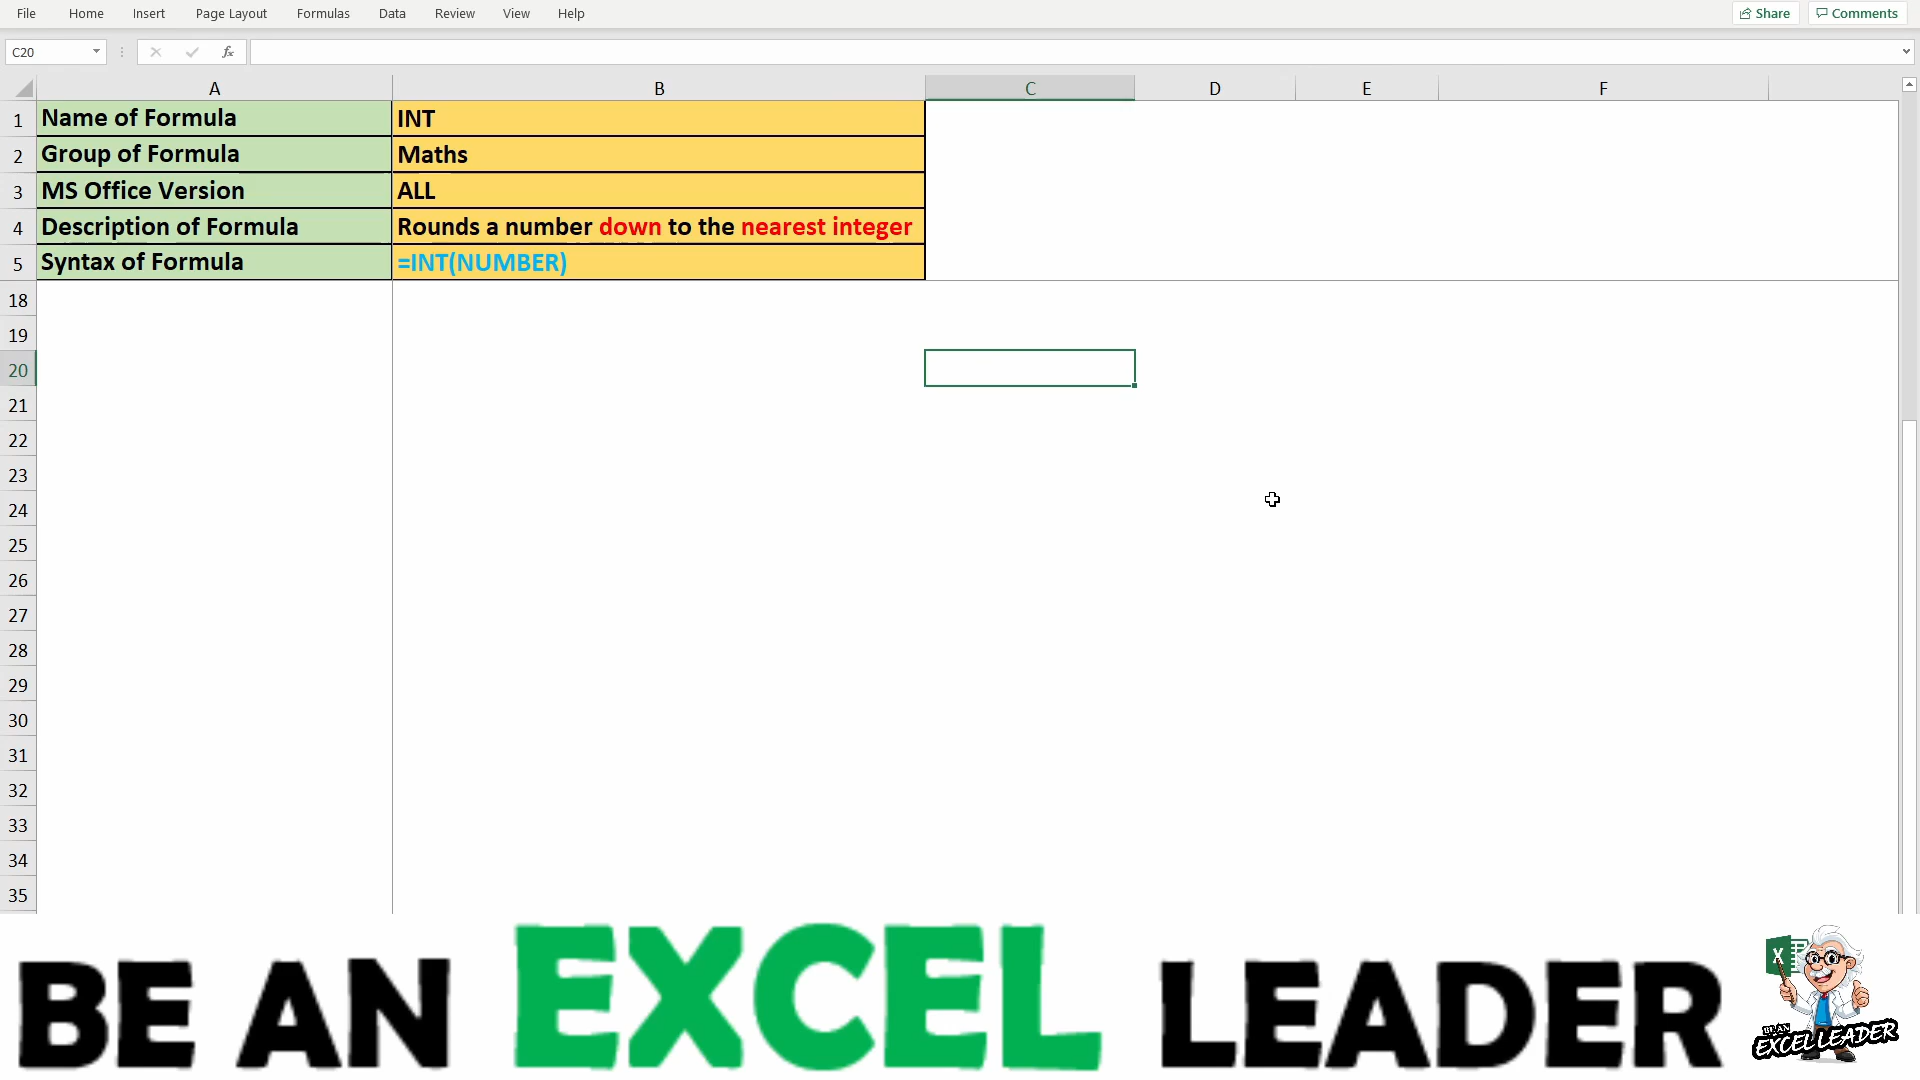 File Home Insert Page Layout Formulas Data Review View Help Share Comments
C20 fx
A B C D E F
1 Name of Formula INT
2 Group of Formula Maths
3 MS Office Version ALL
4 Description of Formula Rounds a number down to the nearest integer
5 Syntax of Formula =INT(NUMBER)
18
19
20
21
22
23
24
25
26
27
28
29
30
31
32
33
34
35
BE AN EXCEL LEADER
X
BE AN
EXCEL LEADER